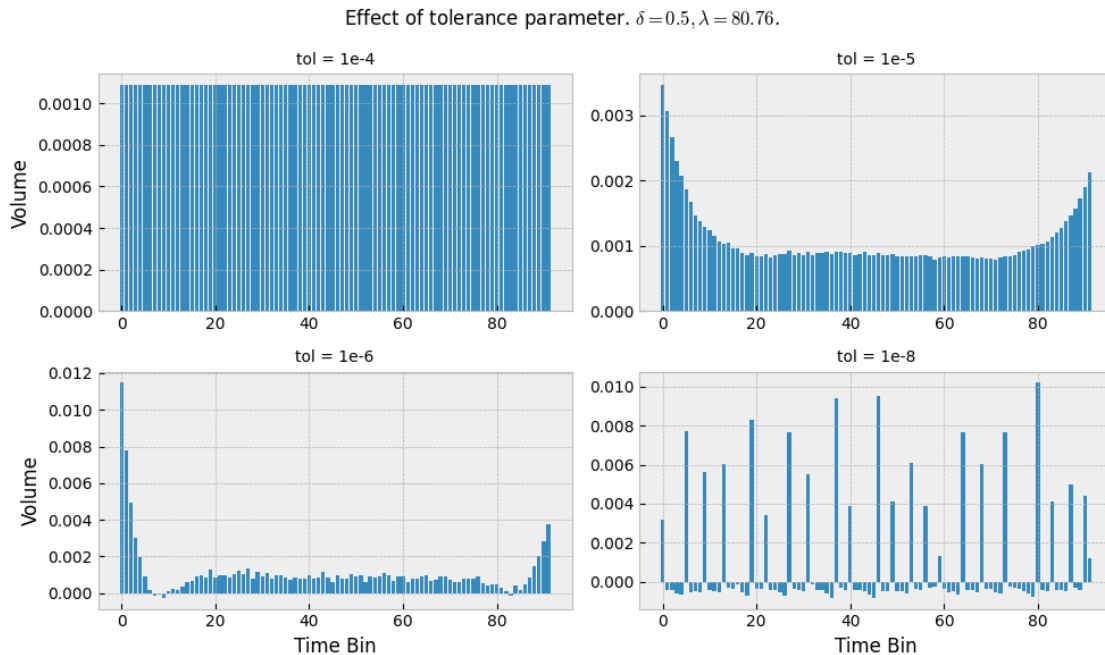 Effect of tolerance parameter. δ = 0.5, λ = 80.76.
tol = 1e-4
tol = 1e-5
Volume
0.0010
0.0008
0.0006
0.0004
0.0002
0.0000
0 20 40 60 80
0.003
0.002
0.001
0.000
0 20 40 60 80
tol = 1e-6
tol = 1e-8
Volume
0.012
0.010
0.008
0.006
0.004
0.002
0.000
0 20 40 60 80
Time Bin
0.010
0.008
0.006
0.004
0.002
0.000
0 20 40 60 80
Time Bin